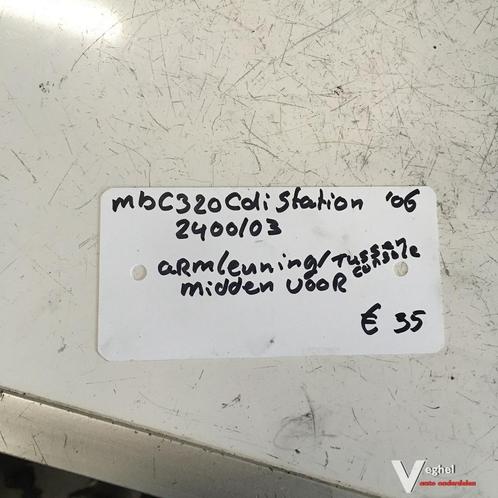 mbC320Cdi Station '06
2400/03
aRmleuning/Tussen console
midden vooR
€ 35
Veghel
auto onderdelen